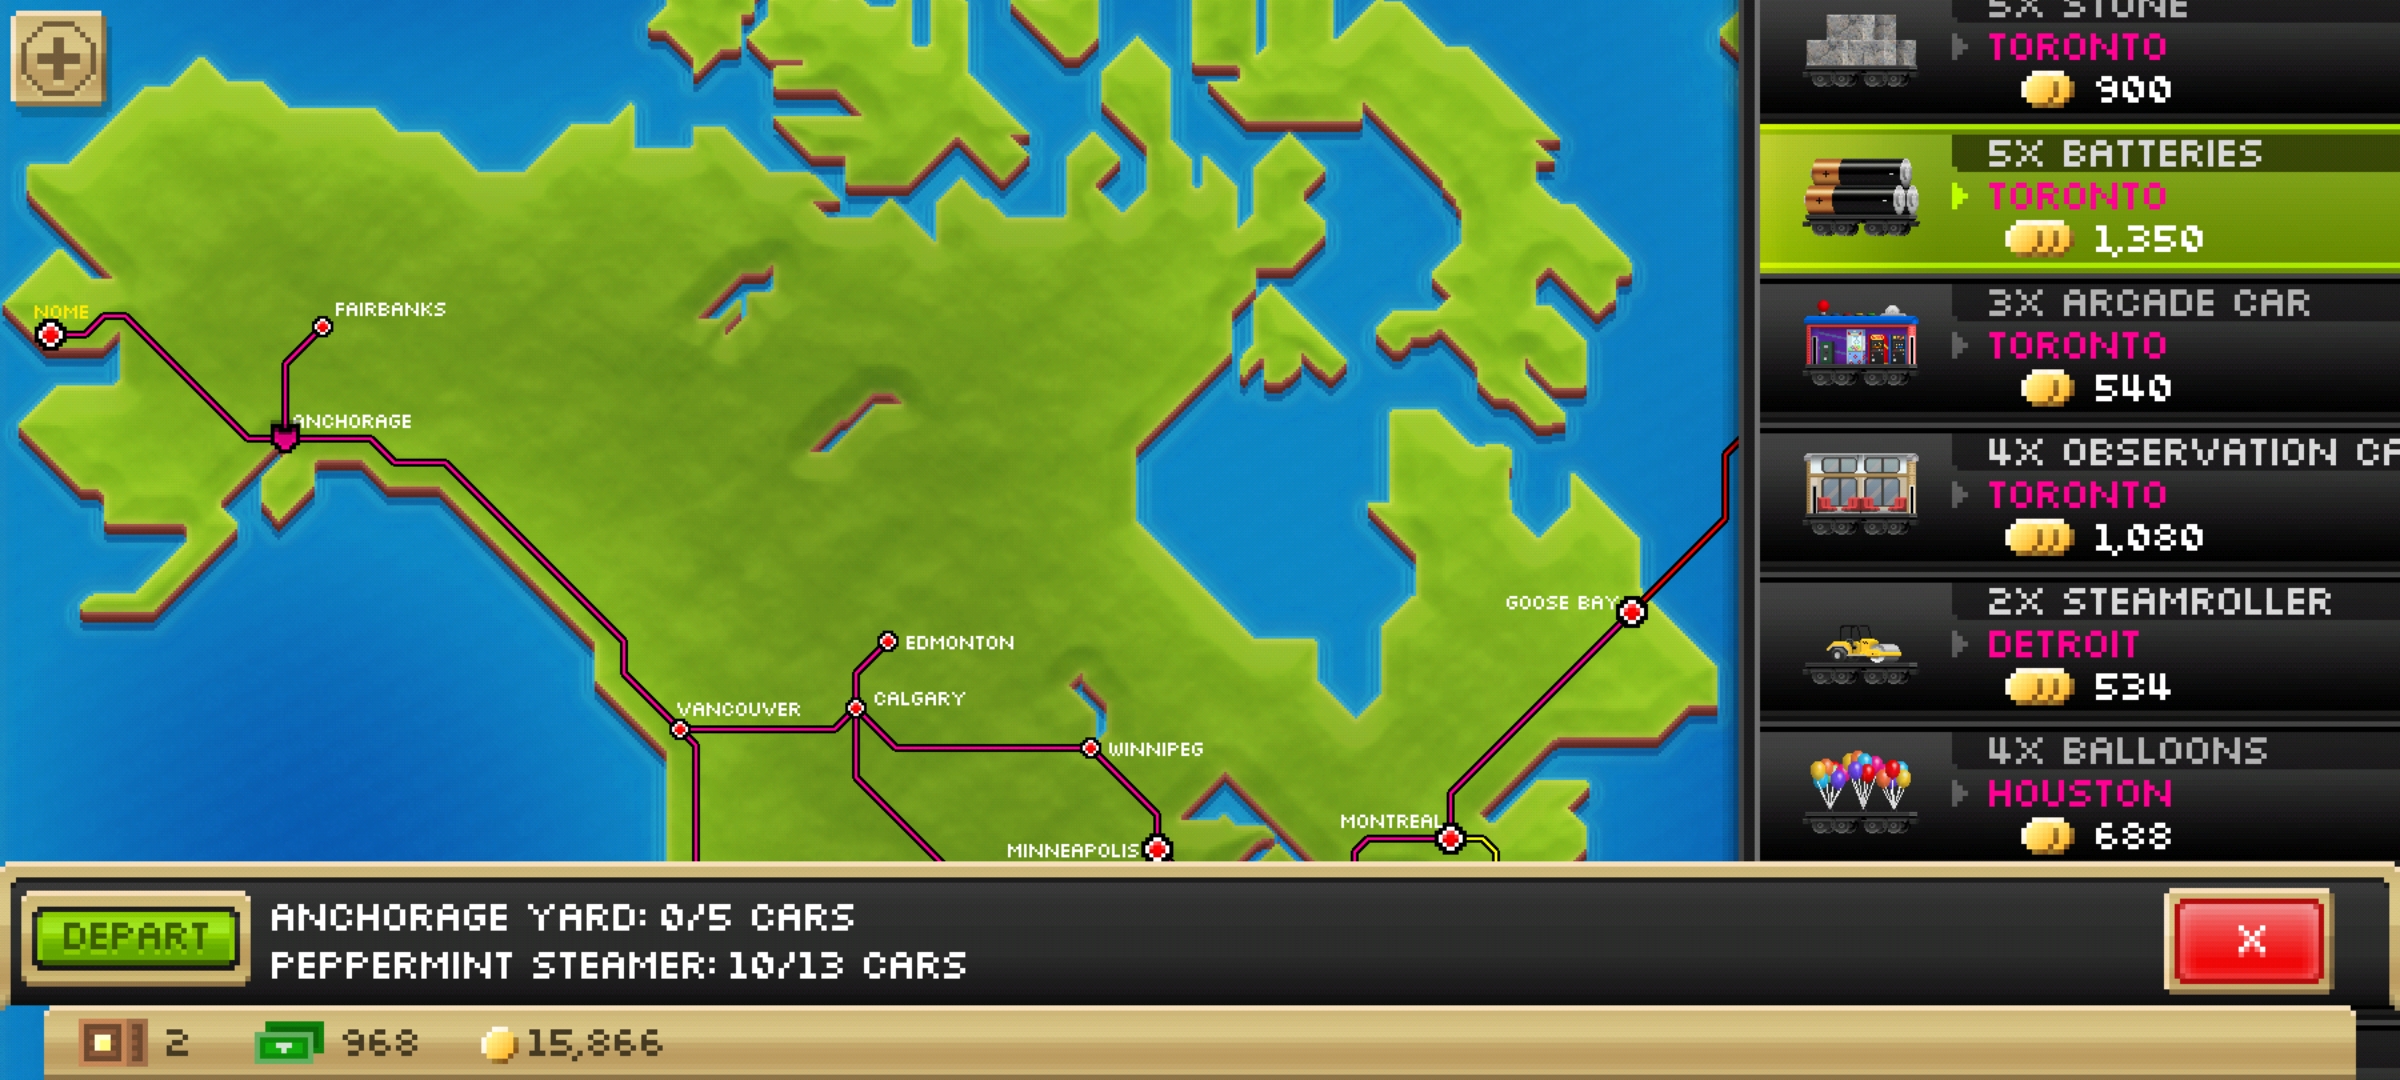 5X STONE
TORONTO
900
5X BATTERIES
TORONTO
1,350
3X ARCADE CAR
TORONTO
540
4X OBSERVATION CA
TORONTO
1,080
2X STEAMROLLER
DETROIT
534
4X BALLOONS
HOUSTON
688
NOME
FAIRBANKS
ANCHORAGE
GOOSE BAY
EDMONTON
CALGARY
VANCOUVER
WINNIPEG
MONTREAL
MINNEAPOLIS
DEPART
ANCHORAGE YARD: 0/5 CARS
PEPPERMINT STEAMER: 10/13 CARS
X
2
968
15,866